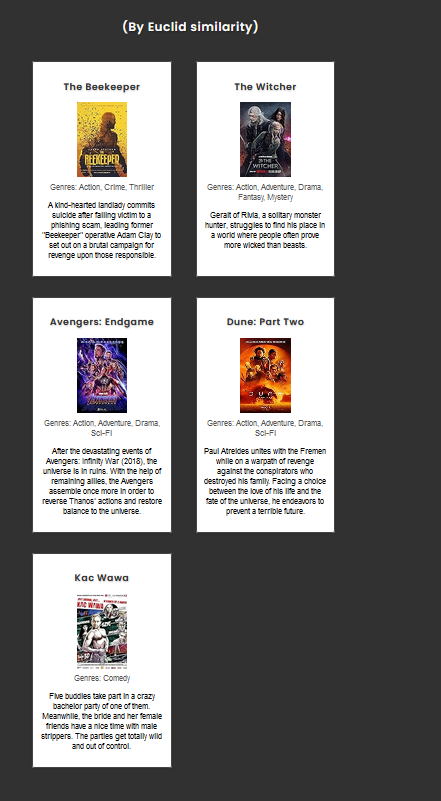 (By Euclid similarity)
The Beekeeper
BEEKEEPER
Genres: Action, Crime, Thriller
A kind-hearted landlady commits
suicide after falling victim to a
phishing scam, leading former
"Beekeeper" operative Adam Clay to
set out on a brutal campaign for
revenge upon those responsible.
The Witcher
WITCHER
Genres: Action, Adventure, Drama,
Fantasy, Mystery
Geralt of Rivia, a solitary monster
hunter, struggles to find his place in
a world where people often prove
more wicked than beasts.
Avengers: Endgame
Genres: Action, Adventure, Drama,
Sci-Fi
After the devastating events of
Avengers: Infinity War (2018), the
universe is in ruins. With the help of
remaining allies, the Avengers
assemble once more in order to
reverse Thanos' actions and restore
balance to the universe.
Dune: Part Two
Genres: Action, Adventure, Drama,
Sci-Fi
Paul Atreides unites with the Fremen
while on a warpath of revenge
against the conspirators who
destroyed his family. Facing a choice
between the love of his life and the
fate of the universe, he endeavors to
prevent a terrible future.
Kac Wawa
KAC WAWA
Genres: Comedy
Five buddies take part in a crazy
bachelor party of one of them.
Meanwhile, the bride and her female
friends have a nice time with male
strippers. The parties get totally wild
and out of control.